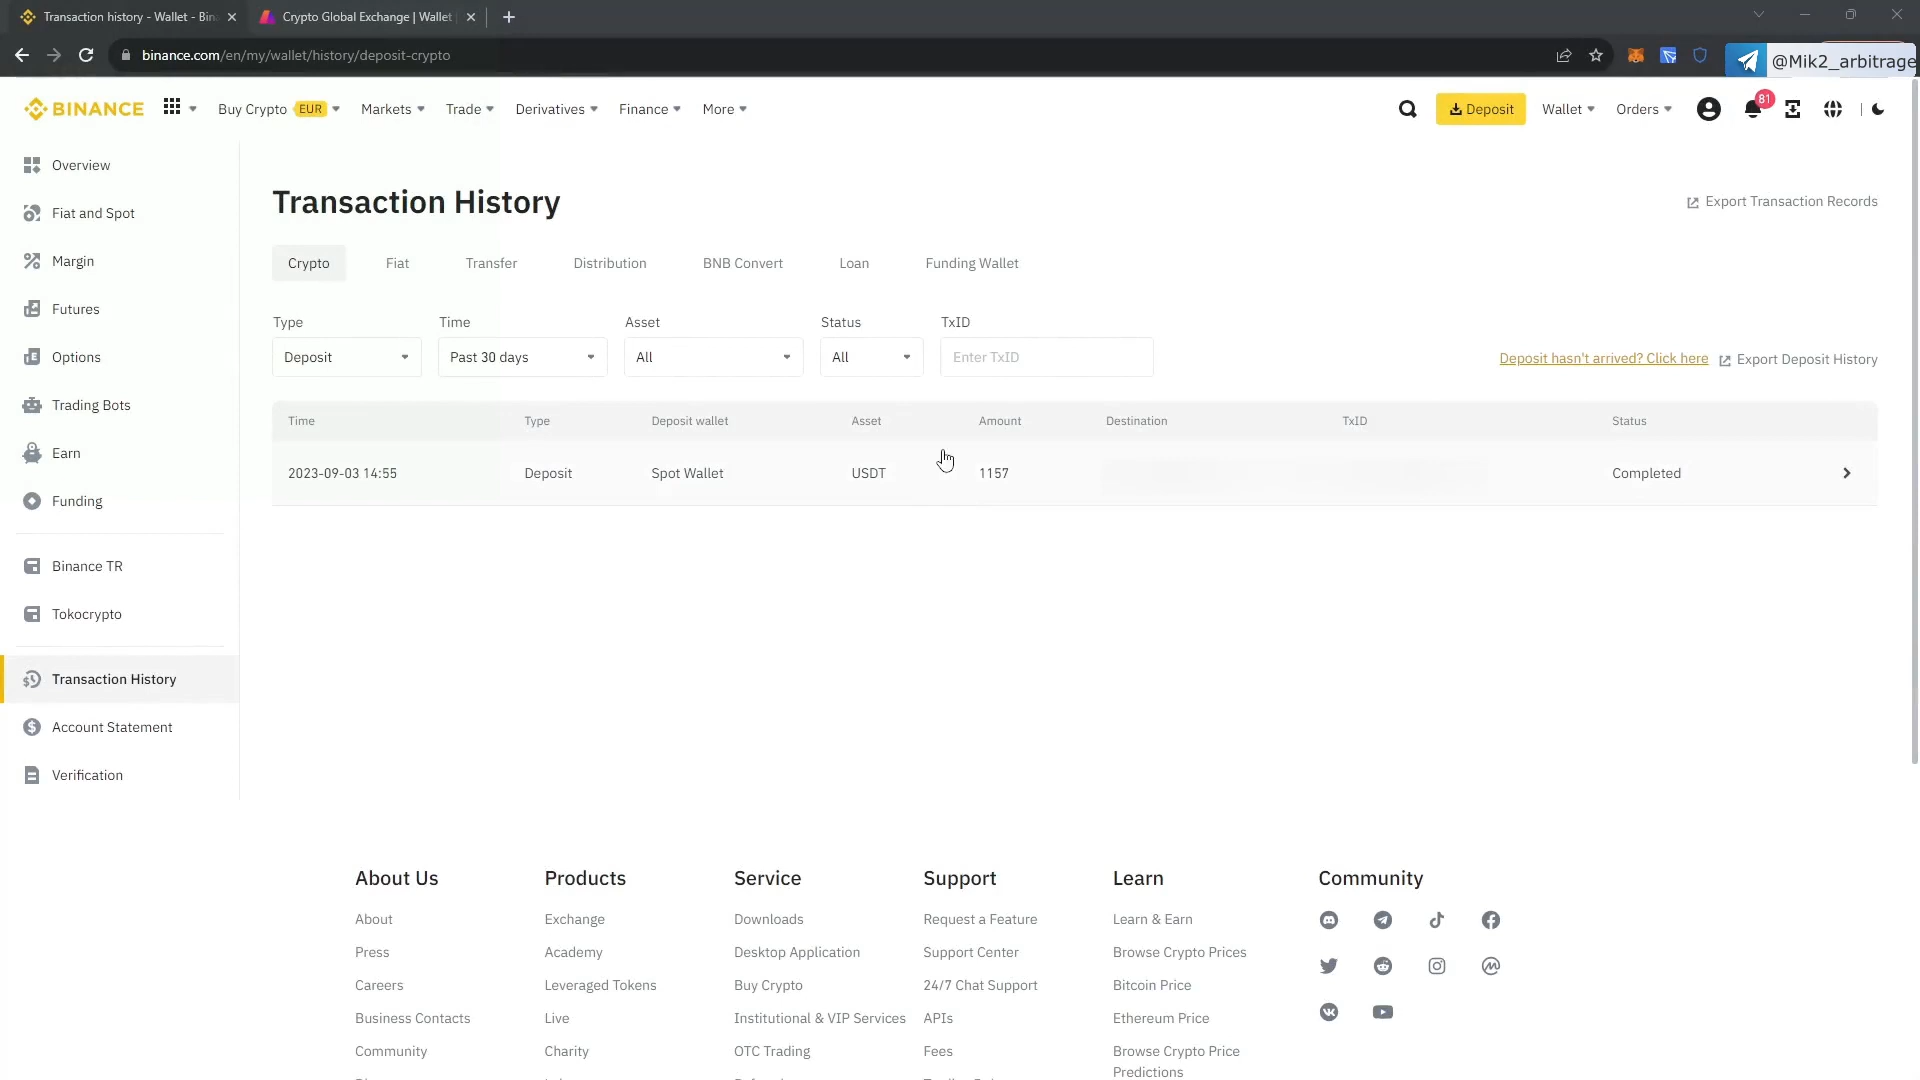 Transaction history - Wallet - Bin
Crypto Global Exchange | Wallet
binance.com/en/my/wallet/history/deposit-crypto
@Mik2_arbitrage
BINANCE
Buy Crypto EUR
Markets
Trade
Derivatives
Finance
More
Deposit
Wallet
Orders
81
Overview
Fiat and Spot
Margin
Futures
Options
Trading Bots
Earn
Funding
Binance TR
Tokocrypto
Transaction History
Account Statement
Verification
Transaction History
Export Transaction Records
Crypto
Fiat
Transfer
Distribution
BNB Convert
Loan
Funding Wallet
Type
Time
Asset
Status
TxID
Deposit
Past 30 days
All
All
Enter TxID
Deposit hasn't arrived? Click here
Export Deposit History
Time
Type
Deposit wallet
Asset
Amount
Destination
TxID
Status
2023-09-03 14:55
Deposit
Spot Wallet
USDT
1157
Completed
About Us
About
Press
Careers
Business Contacts
Community
Products
Exchange
Academy
Leveraged Tokens
Live
Charity
Service
Downloads
Desktop Application
Buy Crypto
Institutional & VIP Services
OTC Trading
Support
Request a Feature
Support Center
24/7 Chat Support
APIs
Fees
Learn
Learn & Earn
Browse Crypto Prices
Bitcoin Price
Ethereum Price
Browse Crypto Price
Predictions
Community